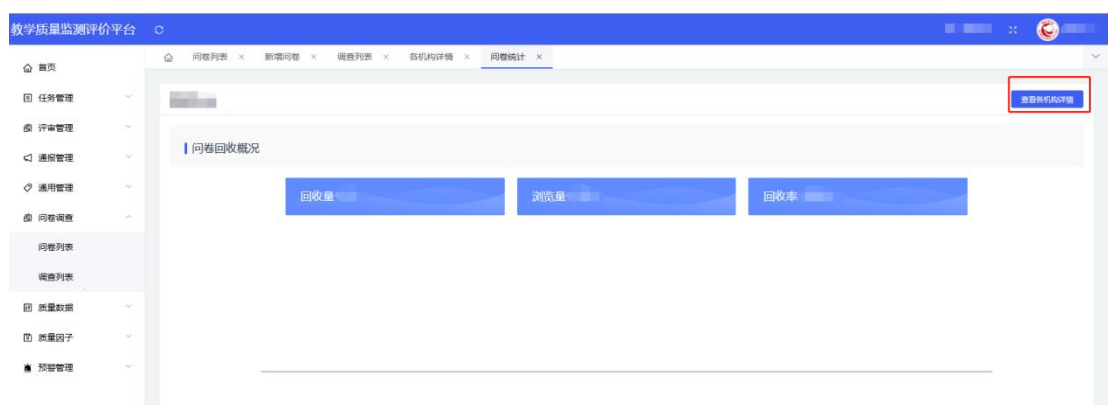 教学质量监测评价平台
首页
问卷列表 × 新增问卷 × 调查列表 × 各机构详情 × 问卷统计 ×
任务管理
查看各机构详情
评审管理
问卷回收概况
通报管理
通用管理
回收量 浏览量 回收率
问卷调查
问卷列表
调查列表
质量数据
质量因子
预警管理